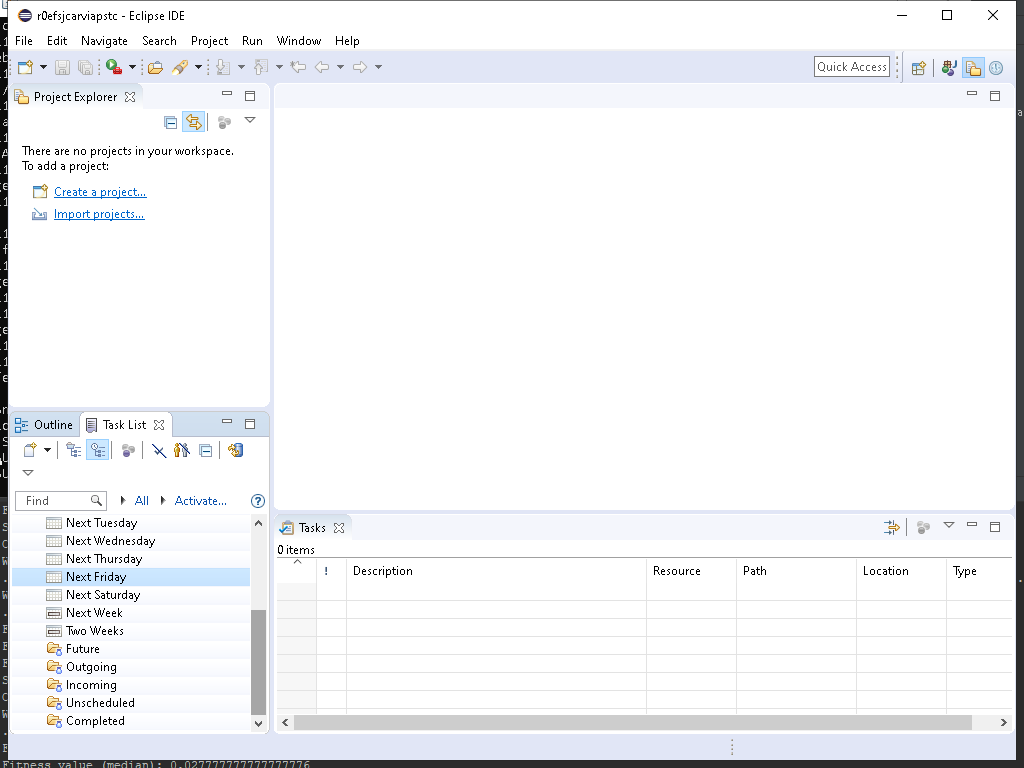 r0efsjcarviapstc - Eclipse IDE
File Edit Navigate Search Project Run Window Help
Quick Access
Project Explorer
There are no projects in your workspace.
To add a project:
Create a project...
Import projects...
Outline Task List
Find All Activate...
Next Tuesday
Next Wednesday
Next Thursday
Next Friday
Next Saturday
Next Week
Two Weeks
Future
Outgoing
Incoming
Unscheduled
Completed
Tasks
0 items
! Description Resource Path Location Type
Fitness value (median): 0.027777777777777776